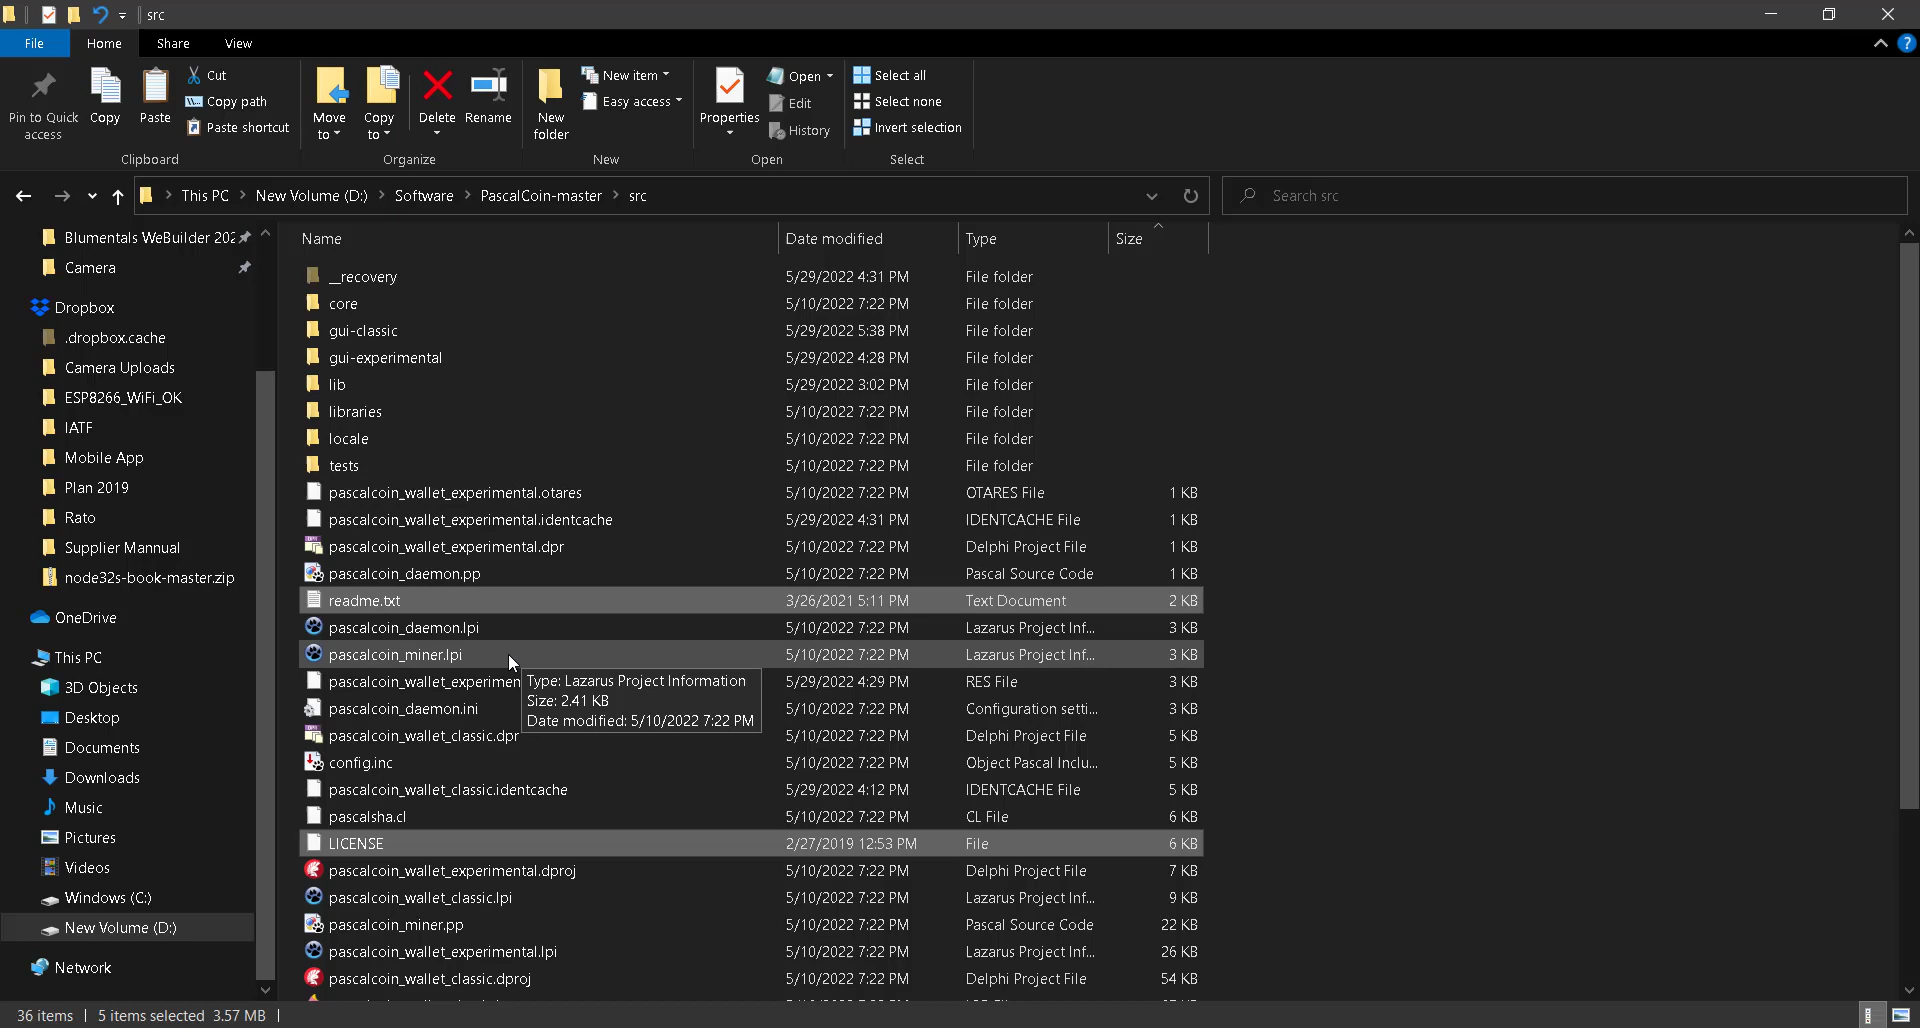 src
File Home Share View
Pin to Quick access
Copy
Paste
Cut
Copy path
Paste shortcut
Clipboard
Move to
Copy to
Delete
Rename
Organize
New folder
New item
Easy access
New
Properties
Open
Edit
History
Open
Select all
Select none
Invert selection
Select
This PC > New Volume (D:) > Software > PascalCoin-master > src
Search src
Blumentals WeBuilder 202
Camera
Dropbox
.dropbox.cache
Camera Uploads
ESP8266_WiFi_OK
IATF
Mobile App
Plan 2019
Rato
Supplier Mannual
node32s-book-master.zip
OneDrive
This PC
3D Objects
Desktop
Documents
Downloads
Music
Pictures
Videos
Windows (C:)
New Volume (D:)
Network
Name Date modified Type Size
__recovery 5/29/2022 4:31 PM File folder
core 5/10/2022 7:22 PM File folder
gui-classic 5/29/2022 5:38 PM File folder
gui-experimental 5/29/2022 4:28 PM File folder
lib 5/29/2022 3:02 PM File folder
libraries 5/10/2022 7:22 PM File folder
locale 5/10/2022 7:22 PM File folder
tests 5/10/2022 7:22 PM File folder
pascalcoin_wallet_experimental.otares 5/10/2022 7:22 PM OTARES File 1 KB
pascalcoin_wallet_experimental.identcache 5/29/2022 4:31 PM IDENTCACHE File 1 KB
pascalcoin_wallet_experimental.dpr 5/10/2022 7:22 PM Delphi Project File 1 KB
pascalcoin_daemon.pp 5/10/2022 7:22 PM Pascal Source Code 1 KB
readme.txt 3/26/2021 5:11 PM Text Document 2 KB
pascalcoin_daemon.lpi 5/10/2022 7:22 PM Lazarus Project Inf... 3 KB
pascalcoin_miner.lpi 5/10/2022 7:22 PM Lazarus Project Inf... 3 KB
pascalcoin_wallet_experimen 5/29/2022 4:29 PM RES File 3 KB
pascalcoin_daemon.ini 5/10/2022 7:22 PM Configuration setti... 3 KB
pascalcoin_wallet_classic.dpr 5/10/2022 7:22 PM Delphi Project File 5 KB
Type: Lazarus Project Information
Size: 2.41 KB
Date modified: 5/10/2022 7:22 PM
config.inc 5/10/2022 7:22 PM Object Pascal Inclu... 5 KB
pascalcoin_wallet_classic.identcache 5/29/2022 4:12 PM IDENTCACHE File 5 KB
pascalsha.cl 5/10/2022 7:22 PM CL File 6 KB
LICENSE 2/27/2019 12:53 PM File 6 KB
pascalcoin_wallet_experimental.dproj 5/10/2022 7:22 PM Delphi Project File 7 KB
pascalcoin_wallet_classic.lpi 5/10/2022 7:22 PM Lazarus Project Inf... 9 KB
pascalcoin_miner.pp 5/10/2022 7:22 PM Pascal Source Code 22 KB
pascalcoin_wallet_experimental.lpi 5/10/2022 7:22 PM Lazarus Project Inf... 26 KB
pascalcoin_wallet_classic.dproj 5/10/2022 7:22 PM Delphi Project File 54 KB
36 items 5 items selected 3.57 MB